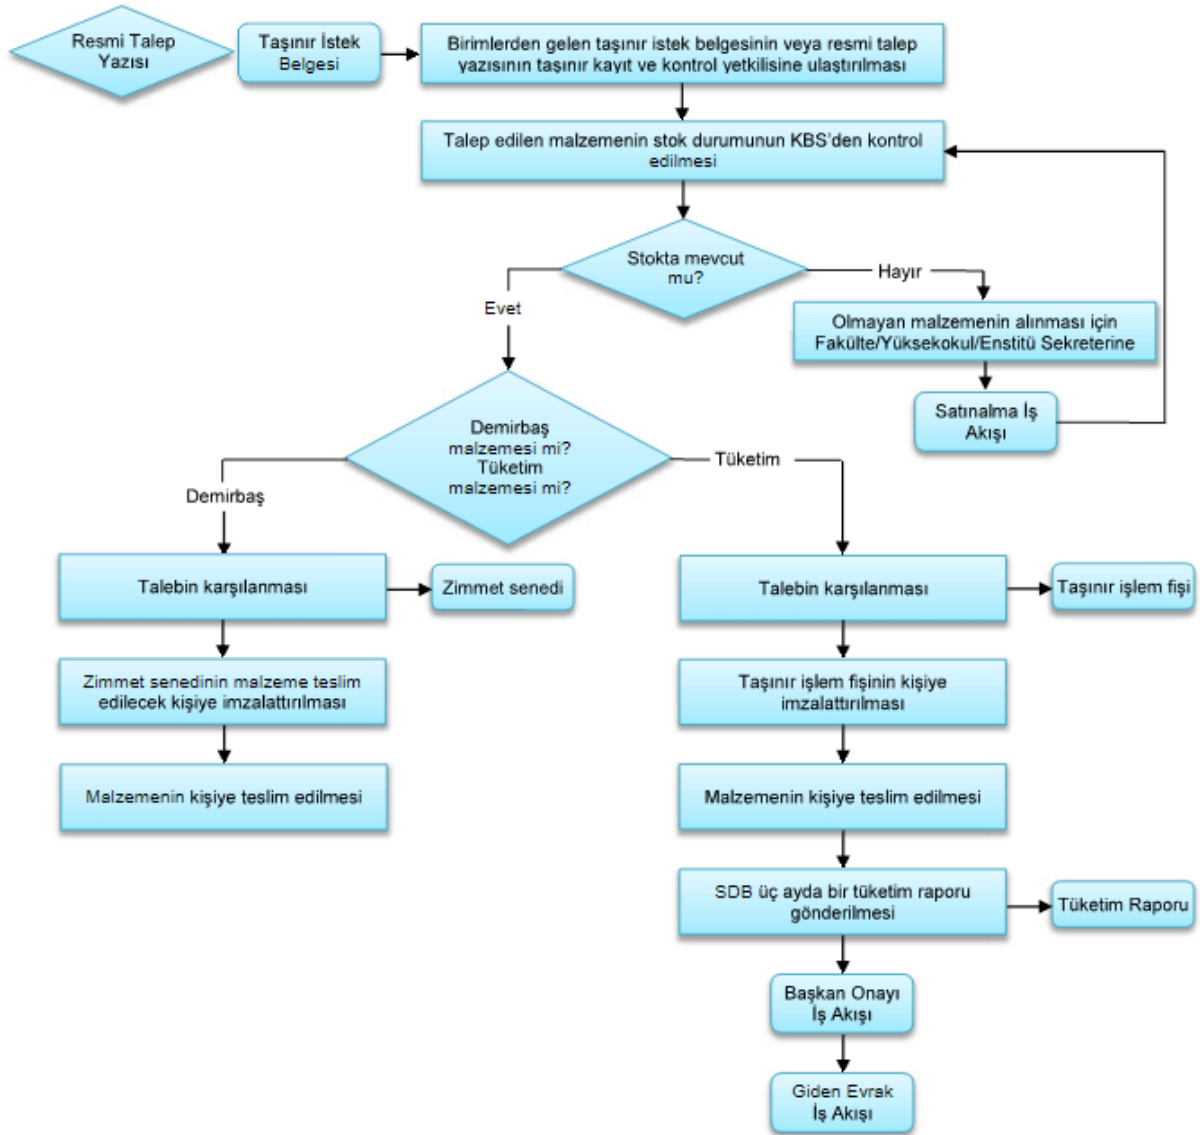 Resmi Talep
Yazısı
Taşınır İstek
Belgesi
Birimlerden gelen taşınır istek belgesinin veya resmi talep
yazısının taşınır kayıt ve kontrol yetkilisine ulaştırılması
Talep edilen malzemenin stok durumunun KBS'den kontrol
edilmesi
Stokta mevcut
mu?
Hayır
Evet
Olmayan malzemenin alınması için
Fakülte/Yüksekokul/Enstitü Sekreterine
Satınalma İş
Akışı
Demirbaş
malzemesi mi?
Tüketim
malzemesi mi?
Tüketim
Demirbaş
Talebin karşılanması
Zimmet senedi
Talebin karşılanması
Taşınır işlem fişi
Zimmet senedinin malzeme teslim
edilecek kişiye imzalattırılması
Taşınır işlem fişinin kişiye
imzalattırılması
Malzemenin kişiye teslim edilmesi
Malzemenin kişiye teslim edilmesi
SDB üç ayda bir tüketim raporu
gönderilmesi
Tüketim Raporu
Başkan Onayı
İş Akışı
Giden Evrak
İş Akışı